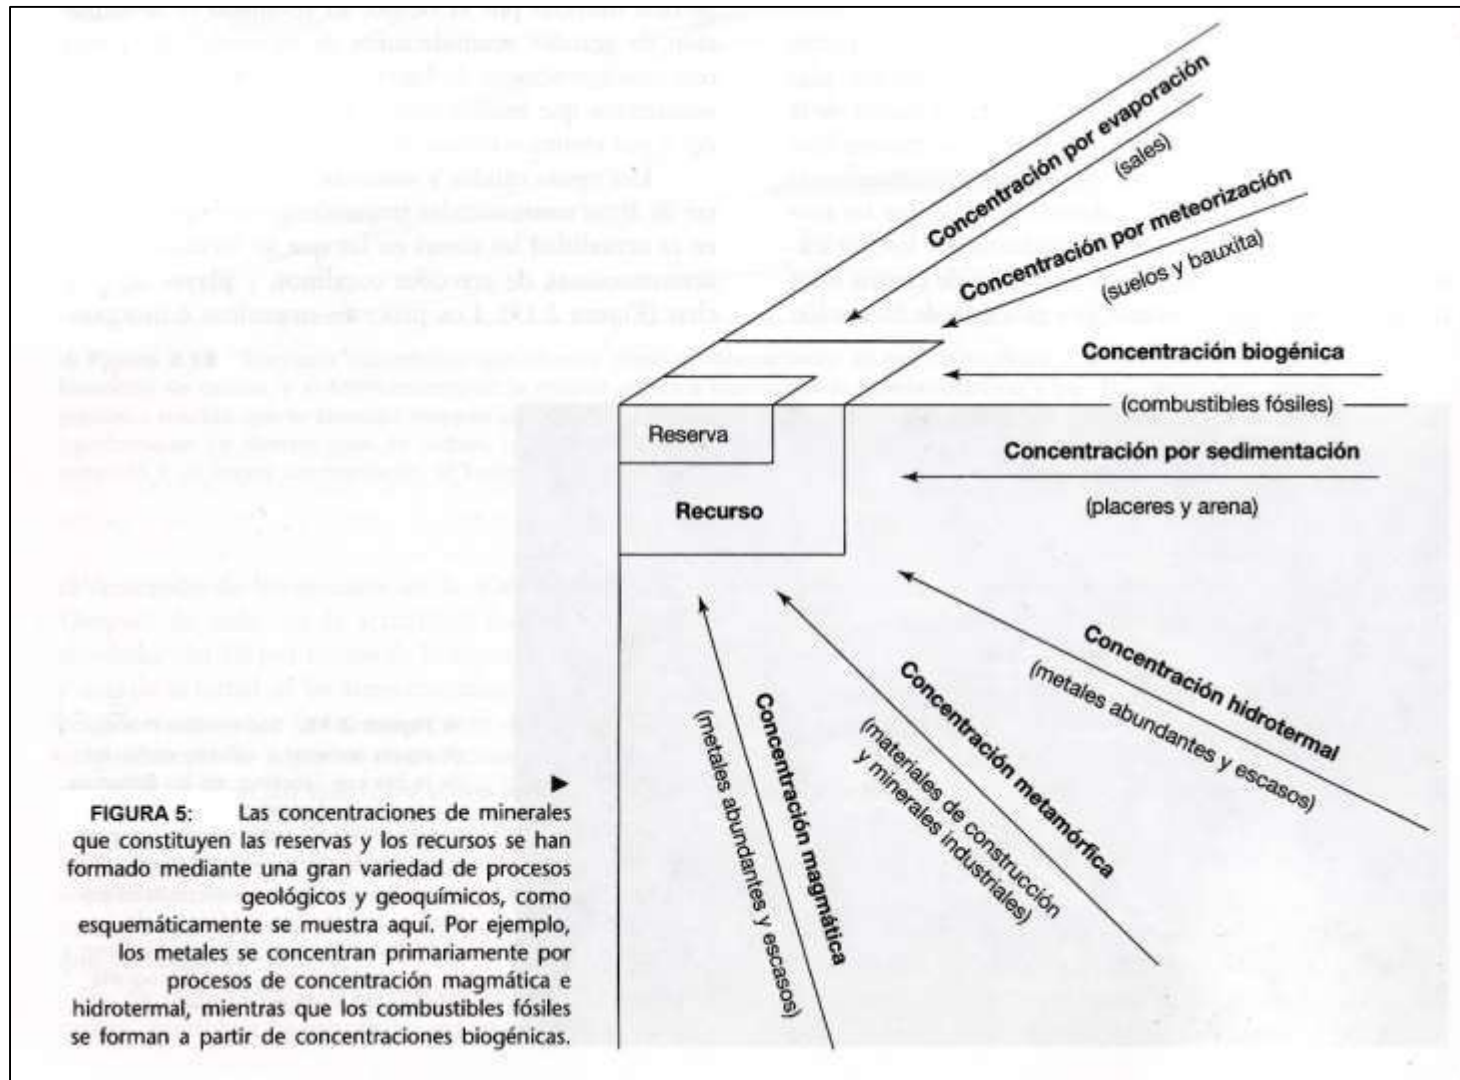 Concentración por evaporación
(sales)
Concentración por meteorización
(suelos y bauxita)
Concentración biogénica
(combustibles fósiles)
Reserva
Concentración por sedimentación
Recurso
(placeres y arena)
Concentración hidrotermal
(metales abundantes y escasos)
Concentración metamórfica
(materiales de construcción
y minerales industriales)
Concentración magmática
(metales abundantes y escasos)
FIGURA 5: Las concentraciones de minerales
que constituyen las reservas y los recursos se han
formado mediante una gran variedad de procesos
geológicos y geoquímicos, como
esquemáticamente se muestra aquí. Por ejemplo,
los metales se concentran primariamente por
procesos de concentración magmática e
hidrotermal, mientras que los combustibles fósiles
se forman a partir de concentraciones biogénicas.